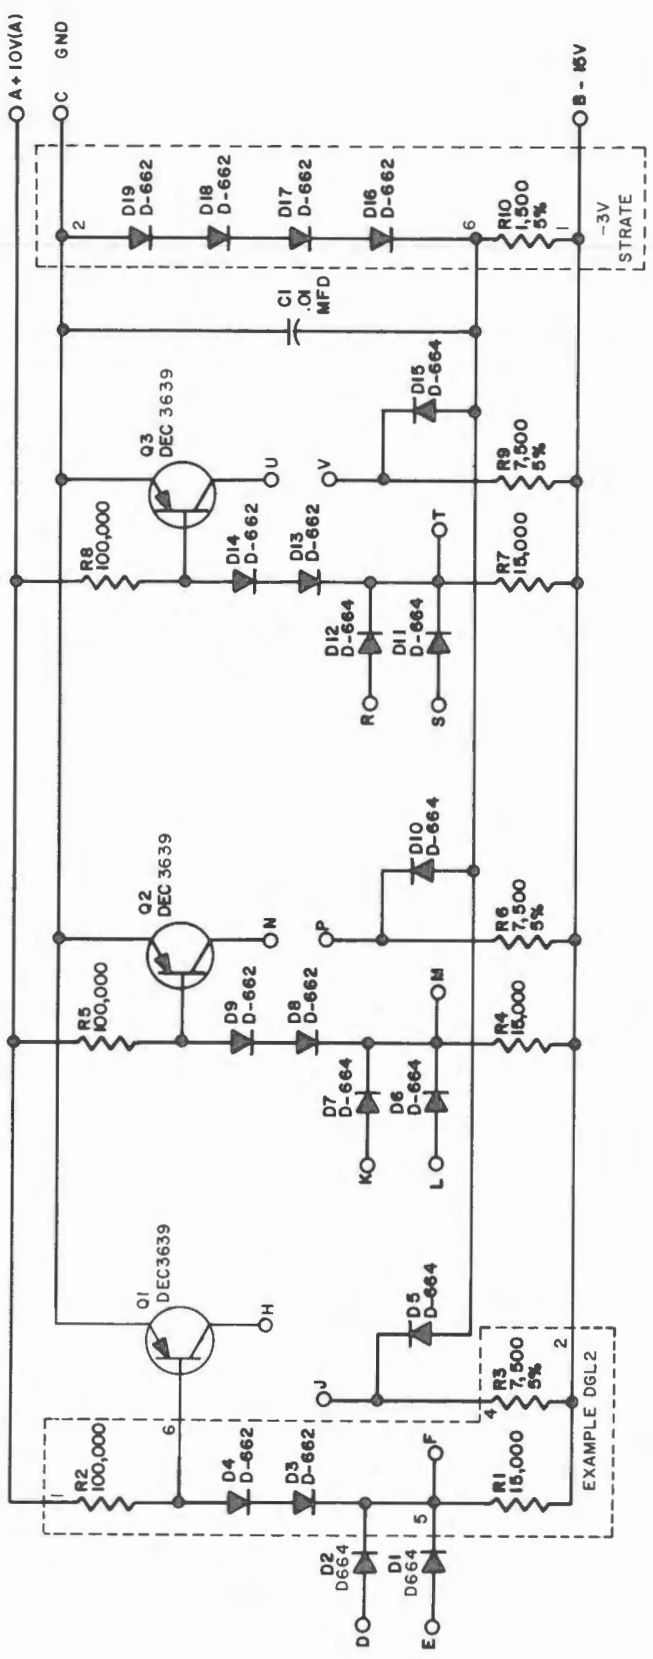 A+10V(A)
C GND
B-15V
D19
D-662
D18
D-662
D17
D-662
D16
D-662
2
6
R10
1,500
5%
1
-3V
STRATE
C1
.01
MFD
Q3
DEC 3639
U
V
D15
D-664
R9
7,500
5%
R8
100,000
D14
D-662
D13
D-662
T
D12
D-664
D11
D-664
R
S
R7
15,000
Q2
DEC 3639
N
P
D10
D-664
R6
7,500
5%
R5
100,000
D9
D-662
D8
D-662
M
D7
D-664
D6
D-664
K
L
R4
15,000
Q1
DEC3639
H
J
D5
D-664
4
R3
7,500
5%
2
EXAMPLE DGL2
1
R2
100,000
6
D4
D-662
D3
D-662
F
5
R1
15,000
D2
D664
D1
D664
D
E